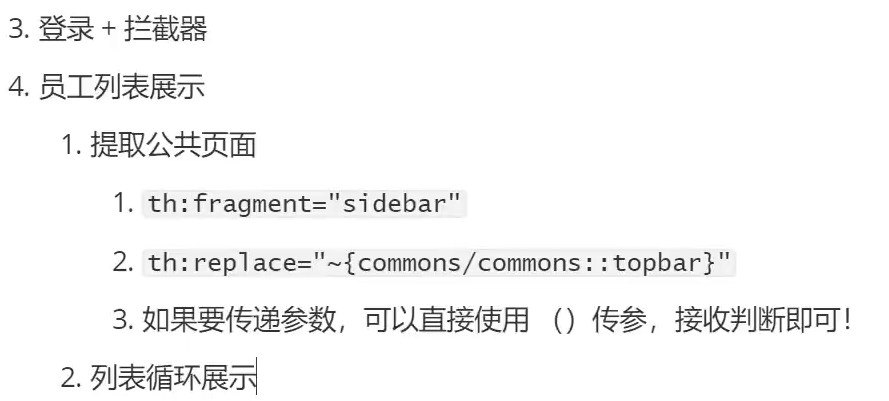 3. 登录 + 拦截器
4. 员工列表展示
1. 提取公共页面
1. th:fragment="sidebar"
2. th:replace="~{commons/commons::topbar}"
3. 如果要传递参数，可以直接使用 （）传参，接收判断即可！
2. 列表循环展示